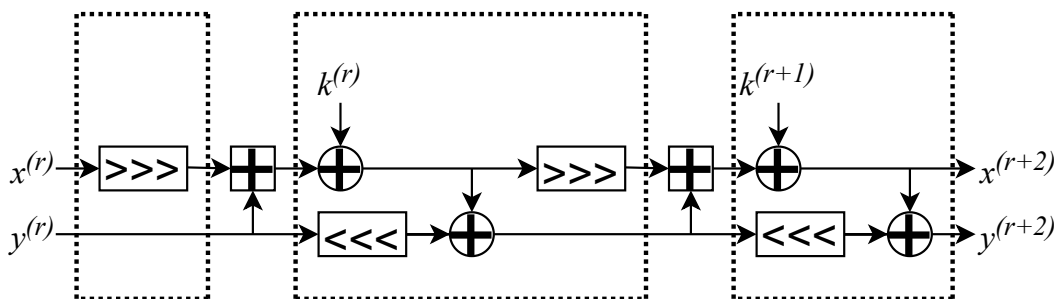 k^(r)
k^(r+1)
x^(r)
>>>
>>>
x^(r+2)
y^(r)
<<<
<<<
y^(r+2)